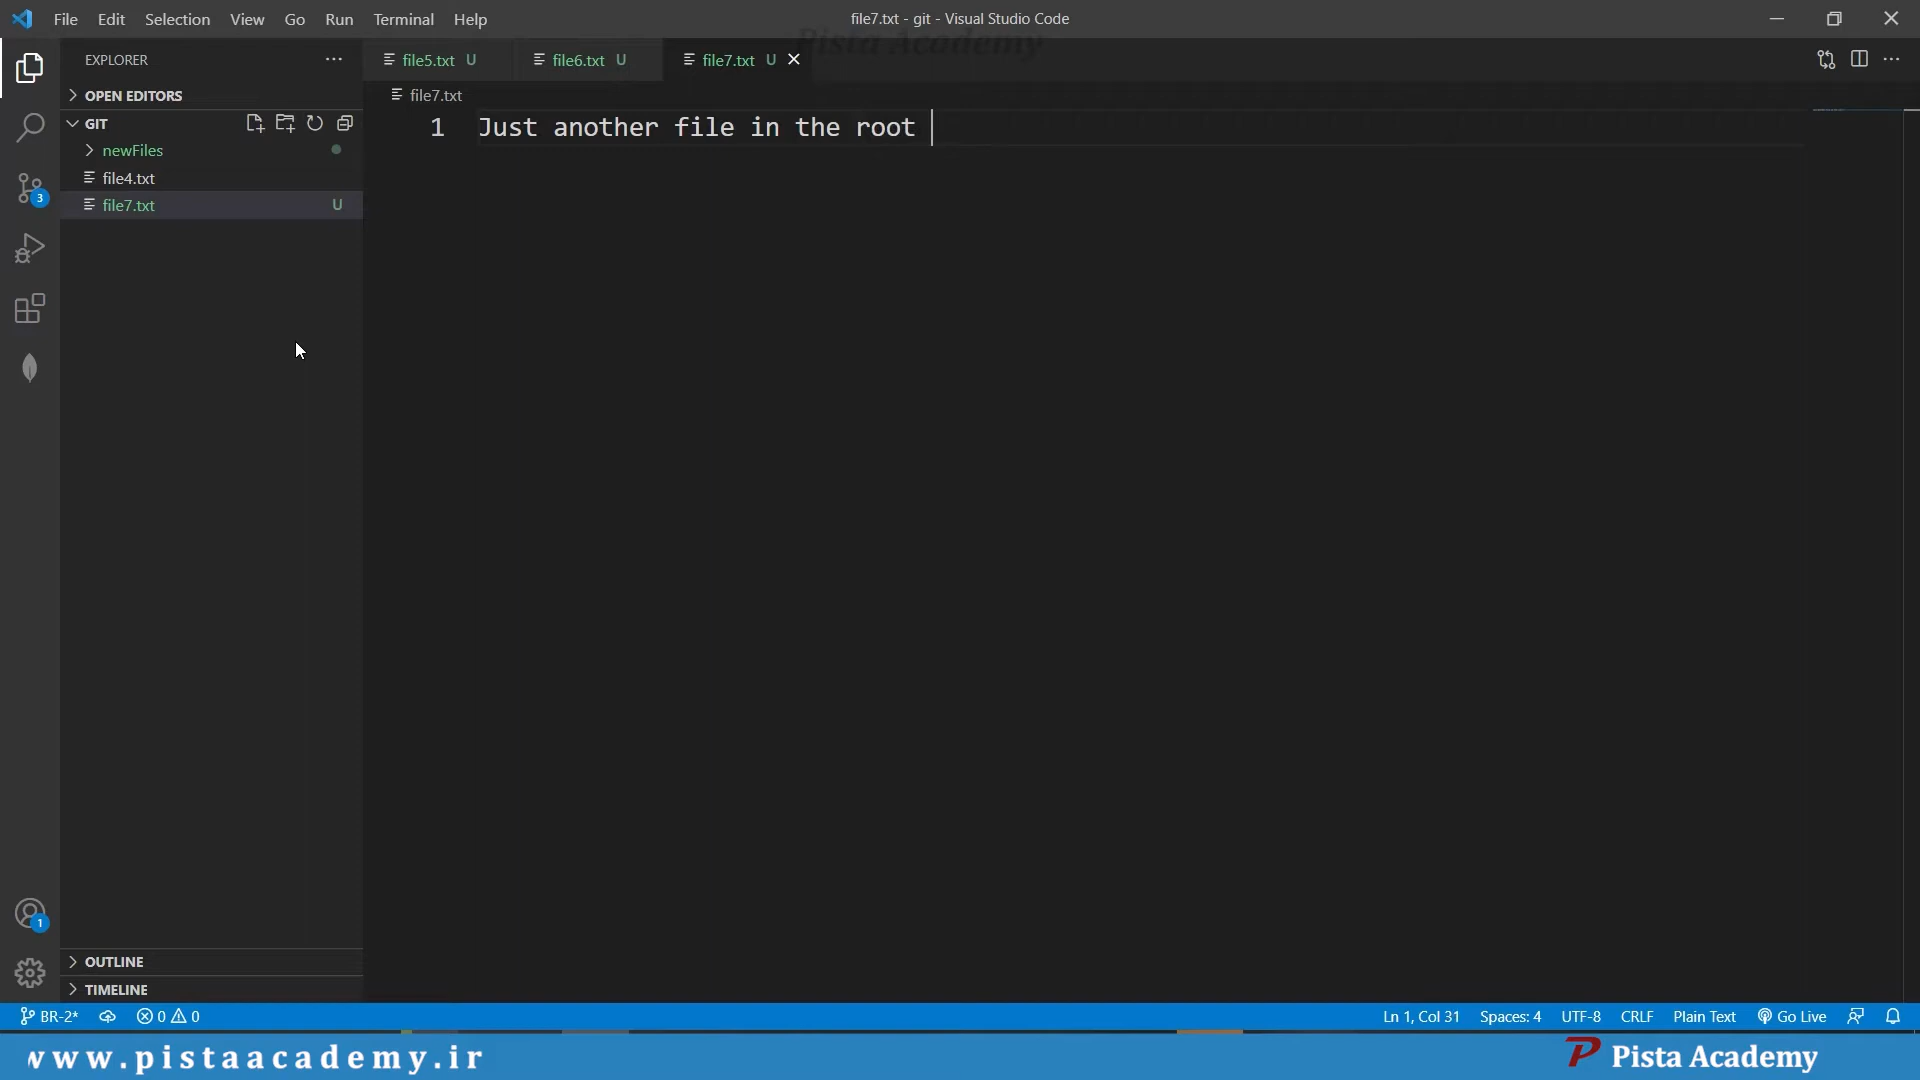 File Edit Selection View Go Run Terminal Help
file7.txt - git - Visual Studio Code
Pista Academy
EXPLORER
file5.txt U
file6.txt U
file7.txt U
OPEN EDITORS
file7.txt
GIT
1 Just another file in the root
newFiles
file4.txt
3
file7.txt U
1
OUTLINE
TIMELINE
BR-2* 0 0
Ln 1, Col 31 Spaces: 4 UTF-8 CRLF Plain Text Go Live
www.pistaacademy.ir
Pista Academy